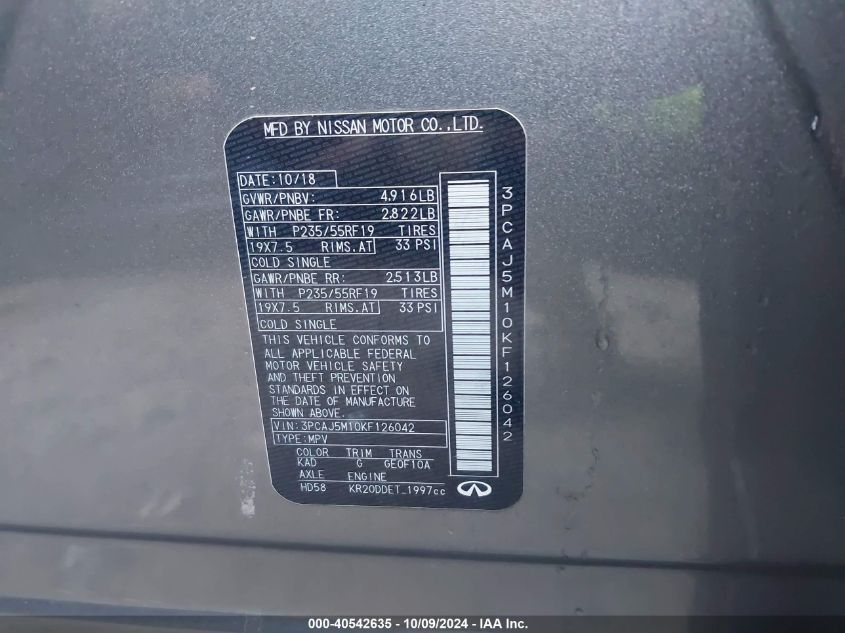 MFD BY NISSAN MOTOR CO.,LTD.
DATE:10/18
GVWR/PNBV: 4,916LB
GAWR/PNBE FR: 2,822LB
WITH P235/55RF19 TIRES
19X7.5 RIMS.AT 33 PSI
COLD SINGLE
GAWR/PNBE RR: 2,513LB
WITH P235/55RF19 TIRES
19X7.5 RIMS.AT 33 PSI
COLD SINGLE
THIS VEHICLE CONFORMS TO
ALL APPLICABLE FEDERAL
MOTOR VEHICLE SAFETY
AND THEFT PREVENTION
STANDARDS IN EFFECT ON
THE DATE OF MANUFACTURE
SHOWN ABOVE.
VIN:3PCAJ5M10KF126042
TYPE:MPV
COLOR TRIM TRANS
KAD G GE0F10A
AXLE ENGINE
HD58 KR20DDET 1997cc
3PCAJ5M10KF126042
000-40542635 - 10/09/2024 - IAA Inc.